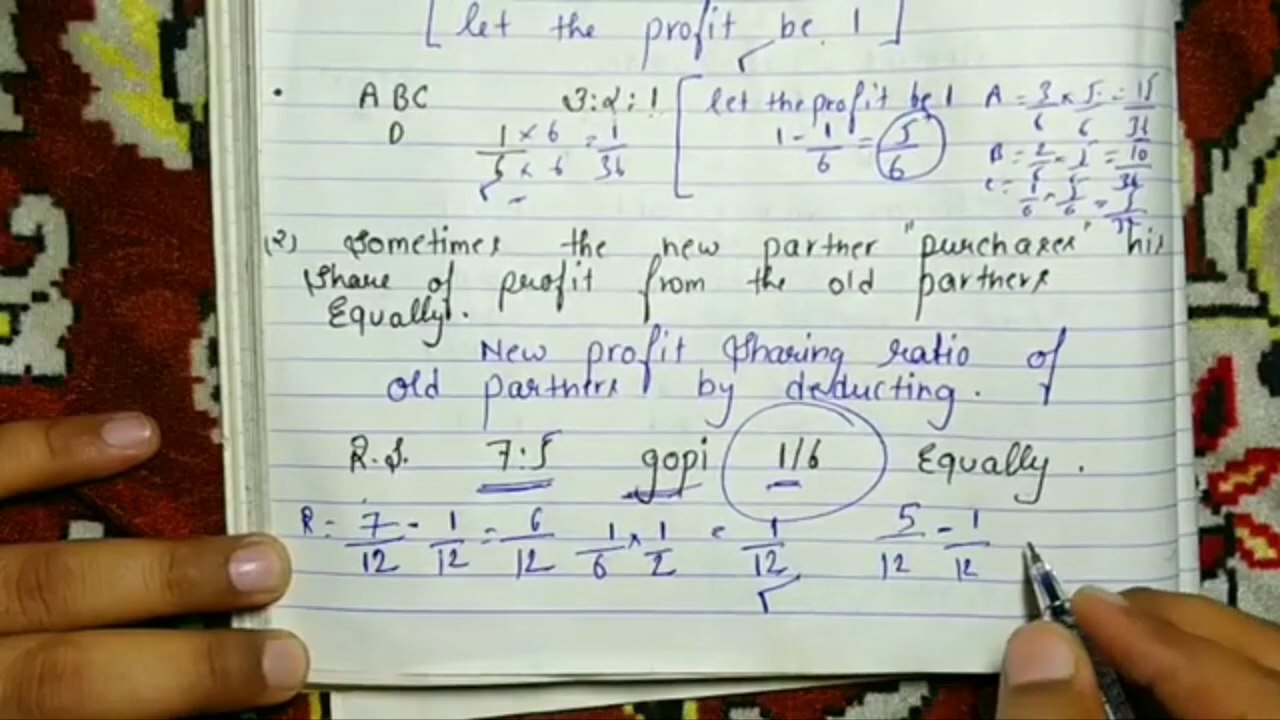 [let the profit be 1]
• A B C 3:2:1 [let the profit be 1 A = 3/6 × 5/6 = 15/36
D 1/6 × 6/6 = 1/36 1 - 1/6 = 5/6 B = 2/6 × 5/6 = 10/36
C = 1/6 × 5/6 = 5/36
(2) Sometimes the new partner "purchases" his
share of profit from the old partners
Equally.
New profit sharing ratio of
old partners by deducting.
R.S. 7:5 gopi 1/6 Equally.
R = 7/12 - 1/12 = 6/12 1/6 × 1/2 = 1/12 5/12 - 1/12